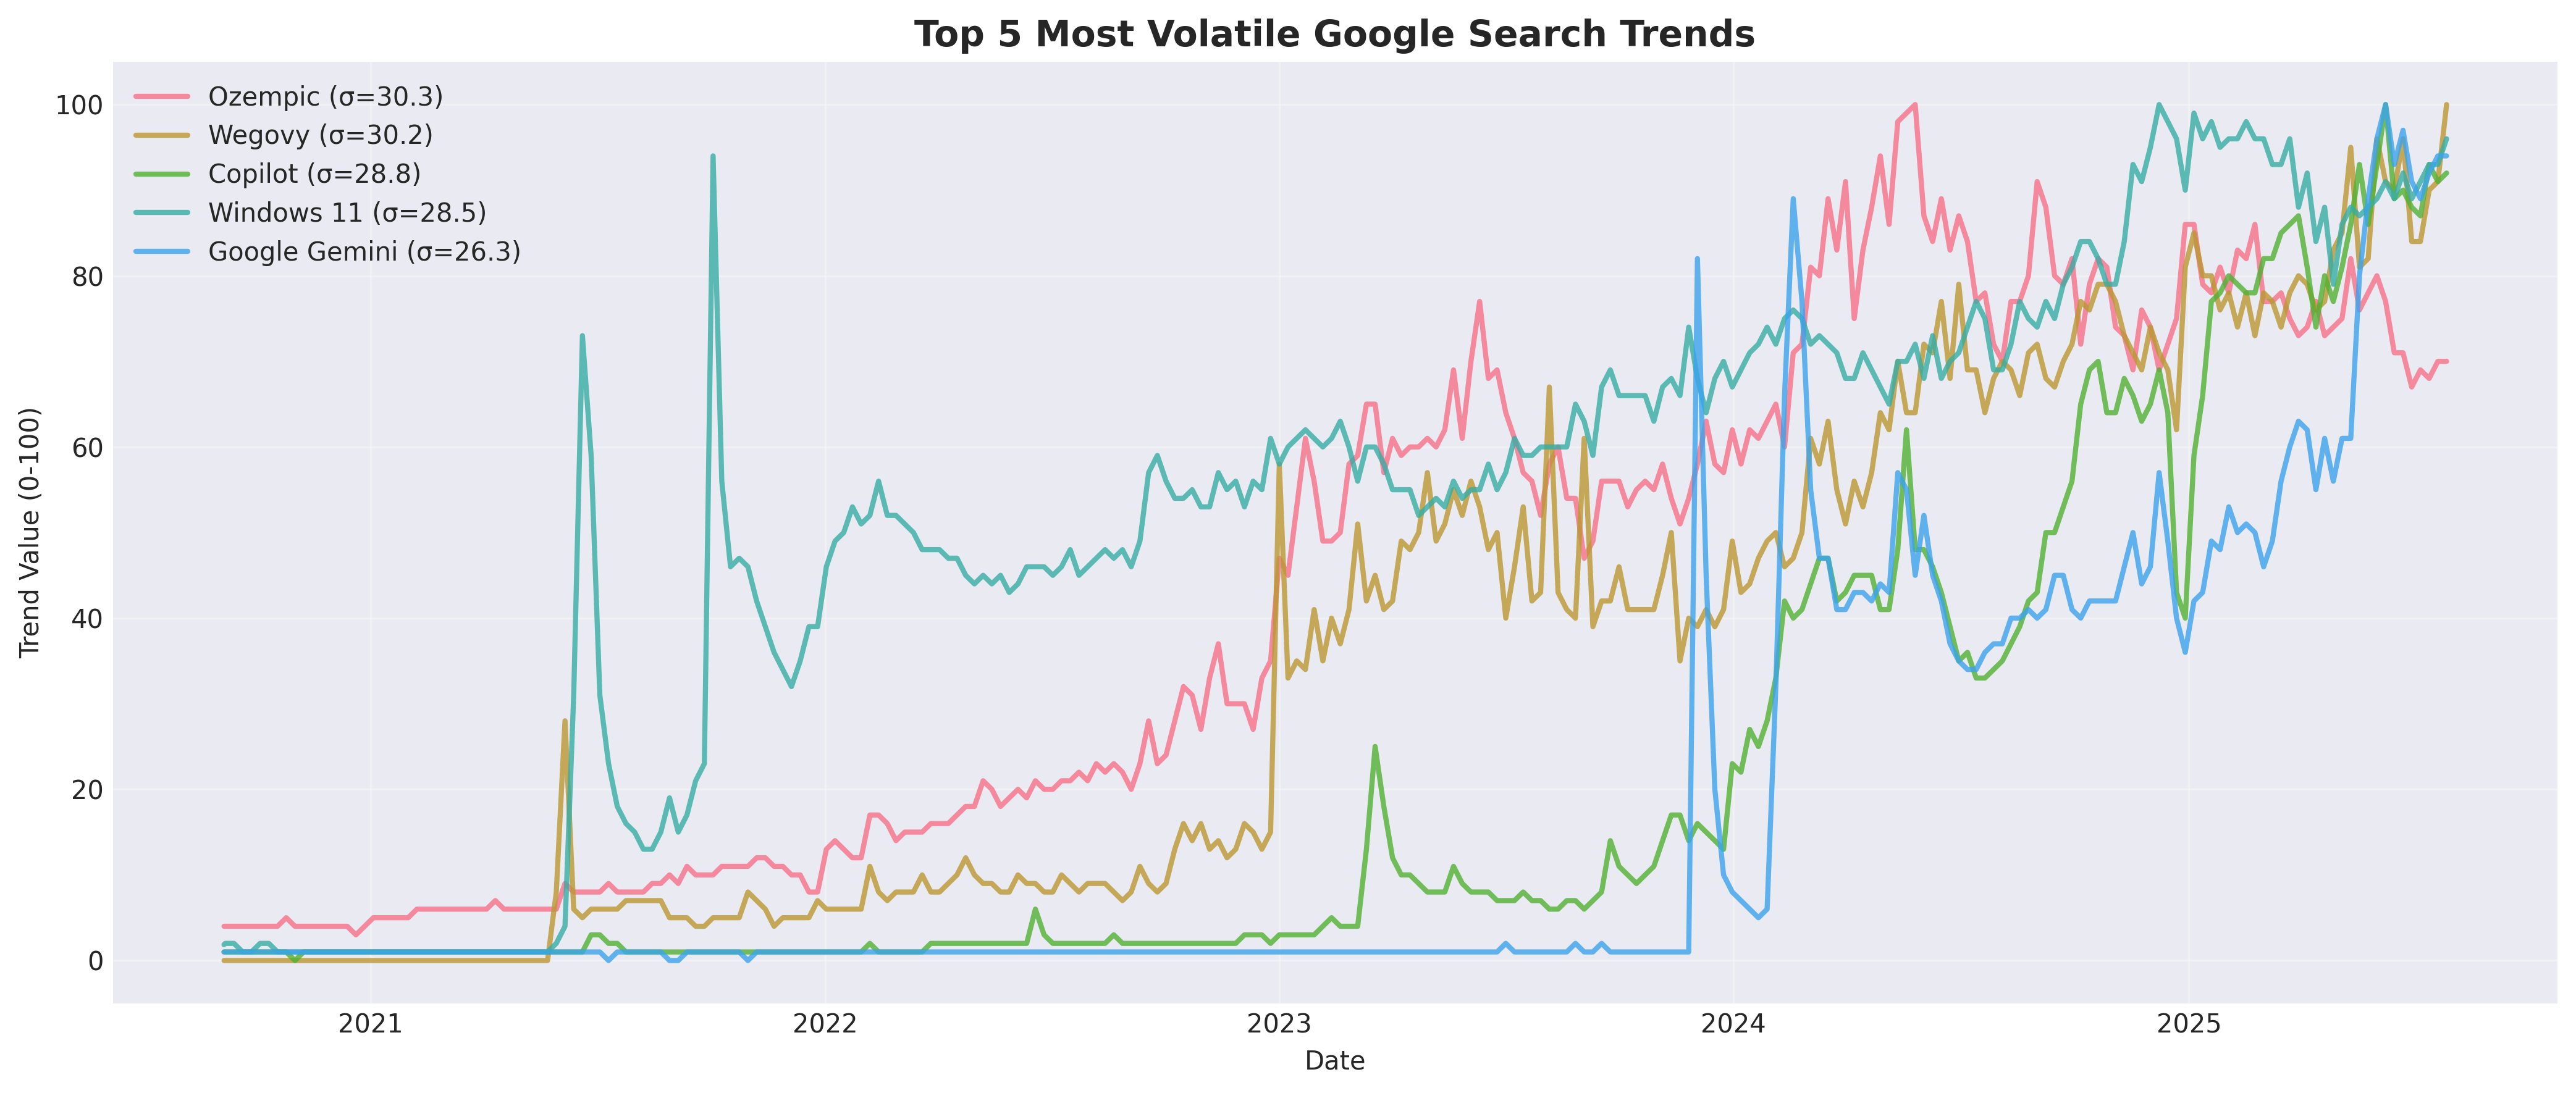 Top 5 Most Volatile Google Search Trends
Ozempic (σ=30.3)
Wegovy (σ=30.2)
Copilot (σ=28.8)
Windows 11 (σ=28.5)
Google Gemini (σ=26.3)
Trend Value (0-100)
100
80
60
40
20
0
2021
2022
2023
2024
2025
Date